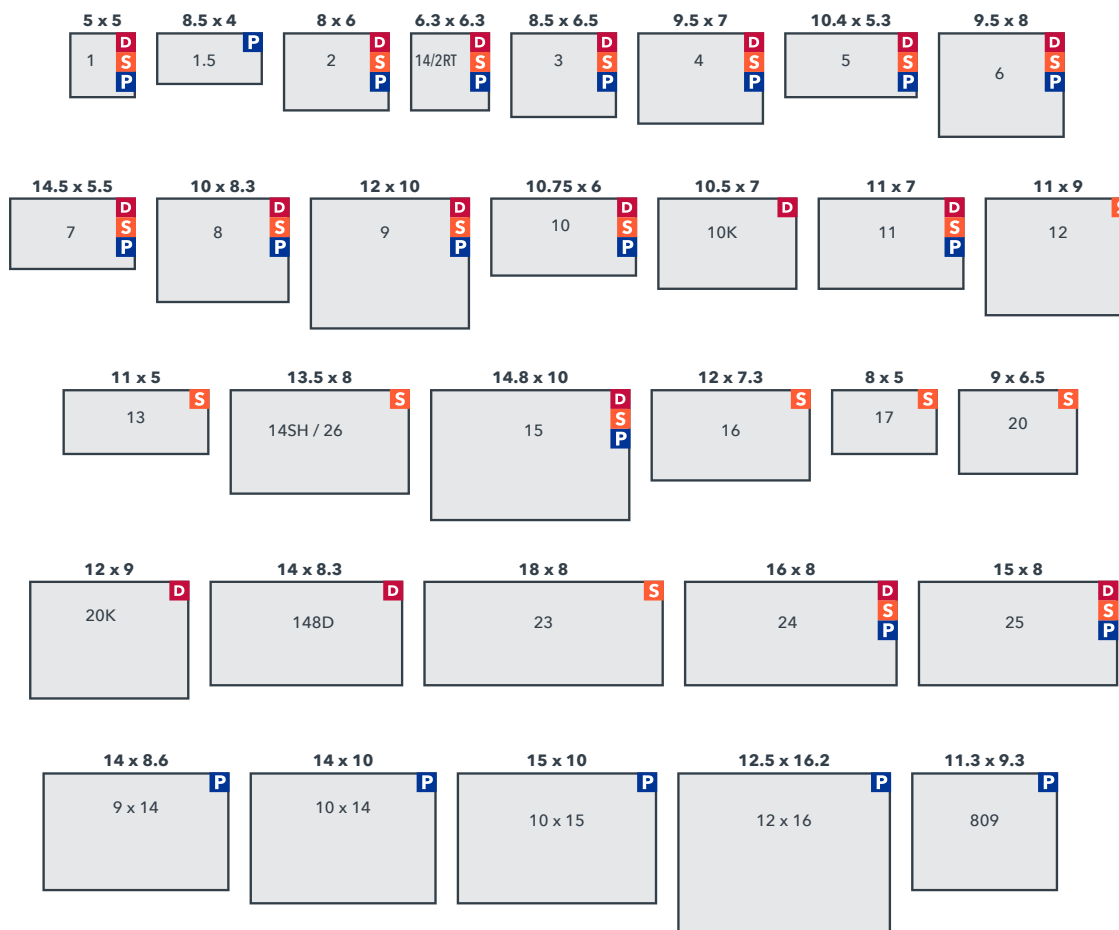 5 x 5 8.5 x 4 8 x 6 6.3 x 6.3 8.5 x 6.5 9.5 x 7 10.4 x 5.3 9.5 x 8
D P D D D D D D
1 S 1.5 2 S 14/2RT S 3 S 4 S 5 S 6 S
P P P P P P P
14.5 x 5.5 10 x 8.3 12 x 10 10.75 x 6 10.5 x 7 11 x 7 11 x 9
D D D D D D S
7 S 8 S 9 S 10 S 10K 11 S 12
P P P P P
11 x 5 13.5 x 8 14.8 x 10 12 x 7.3 8 x 5 9 x 6.5
S S D S S S
13 14SH / 26 15 S 16 17 20
P
12 x 9 14 x 8.3 18 x 8 16 x 8 15 x 8
D D S D D
20K 148D 23 24 S 25 S
P P
14 x 8.6 14 x 10 15 x 10 12.5 x 16.2 11.3 x 9.3
P P P P P
9 x 14 10 x 14 10 x 15 12 x 16 809